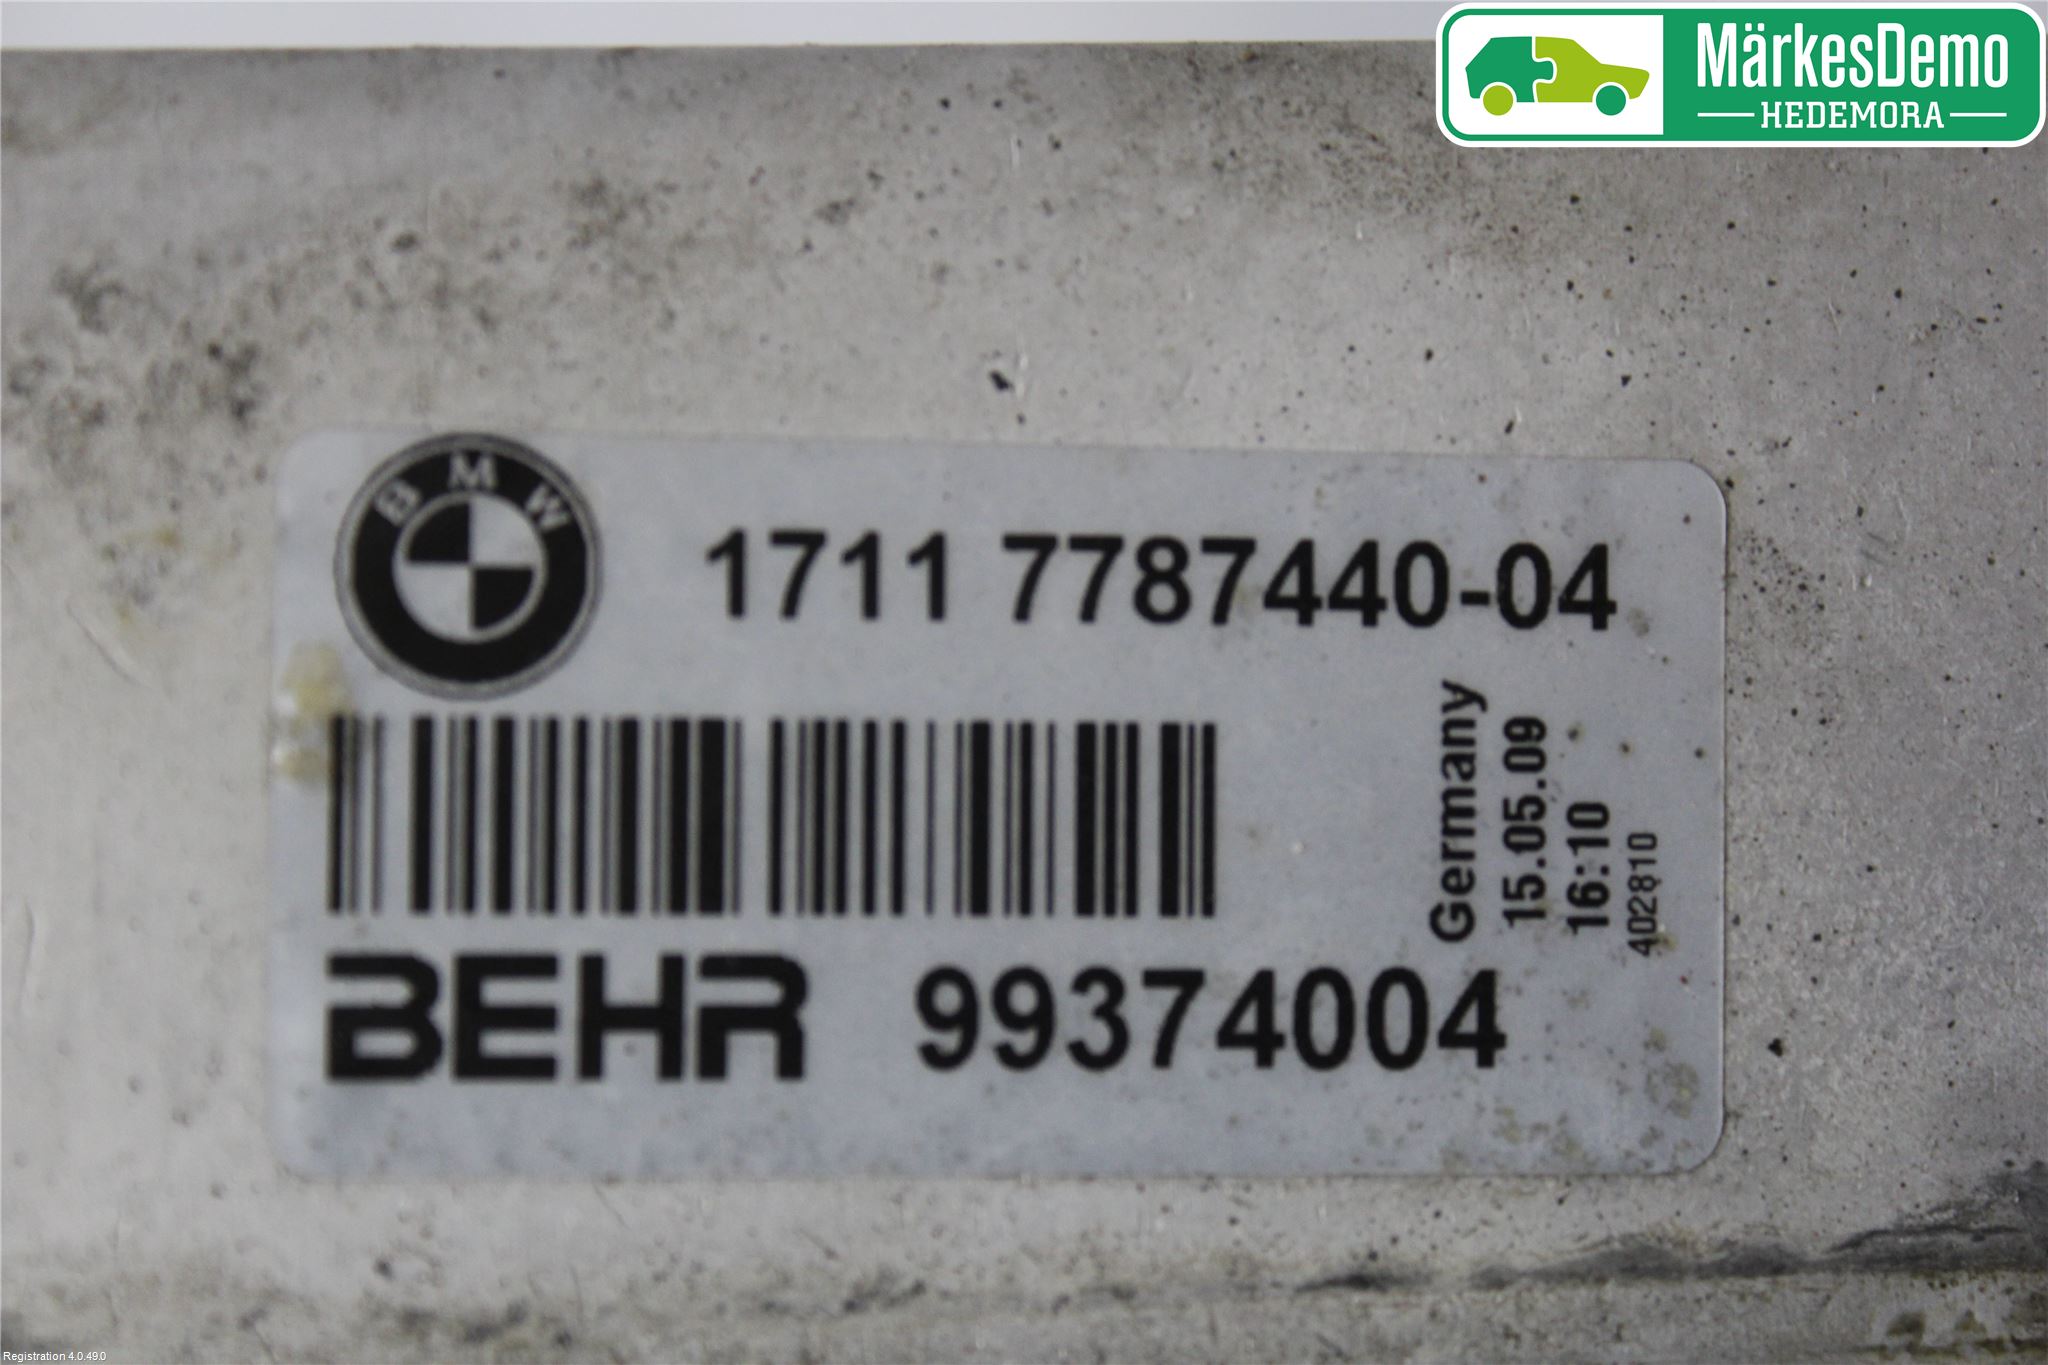 MärkesDemo
HEDEMORA
BMW
1711 7787440-04
Germany
15.05.09
16:10
402810
BEHR 99374004
Registration 4.0.49.0